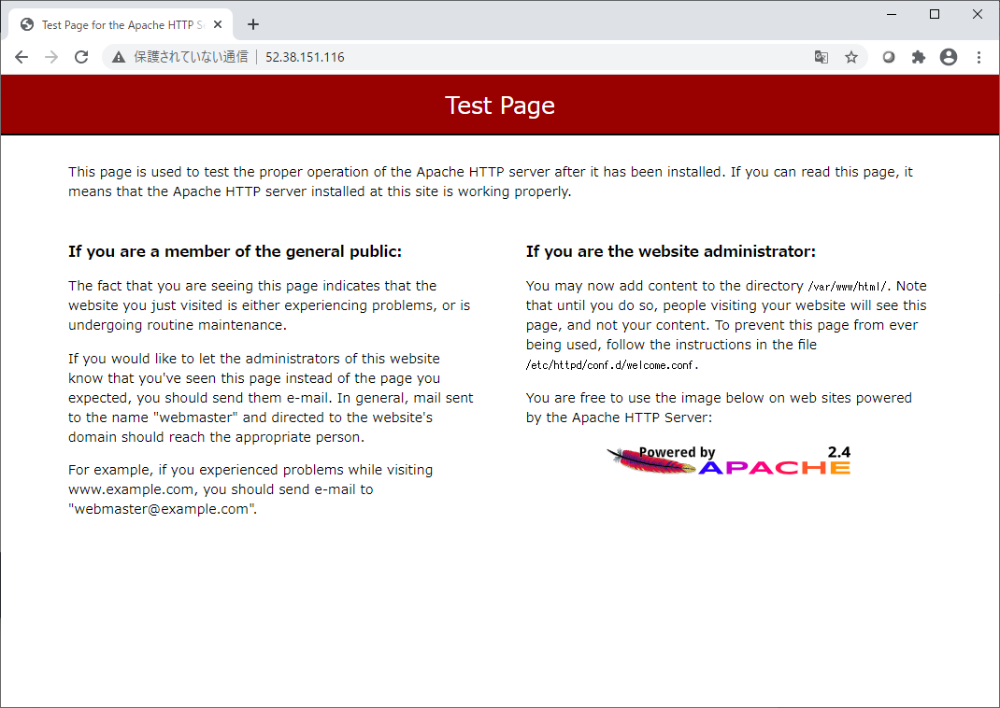 Test Page for the Apache HTTP S
保護されていない通信 52.38.151.116
Test Page
This page is used to test the proper operation of the Apache HTTP server after it has been installed. If you can read this page, it
means that the Apache HTTP server installed at this site is working properly.
If you are a member of the general public:
The fact that you are seeing this page indicates that the
website you just visited is either experiencing problems, or is
undergoing routine maintenance.
If you would like to let the administrators of this website
know that you've seen this page instead of the page you
expected, you should send them e-mail. In general, mail sent
to the name "webmaster" and directed to the website's
domain should reach the appropriate person.
For example, if you experienced problems while visiting
www.example.com, you should send e-mail to
"webmaster@example.com".
If you are the website administrator:
You may now add content to the directory /var/www/html/. Note
that until you do so, people visiting your website will see this
page, and not your content. To prevent this page from ever
being used, follow the instructions in the file
/etc/httpd/conf.d/welcome.conf.
You are free to use the image below on web sites powered
by the Apache HTTP Server:
Powered by 2.4
APACHE